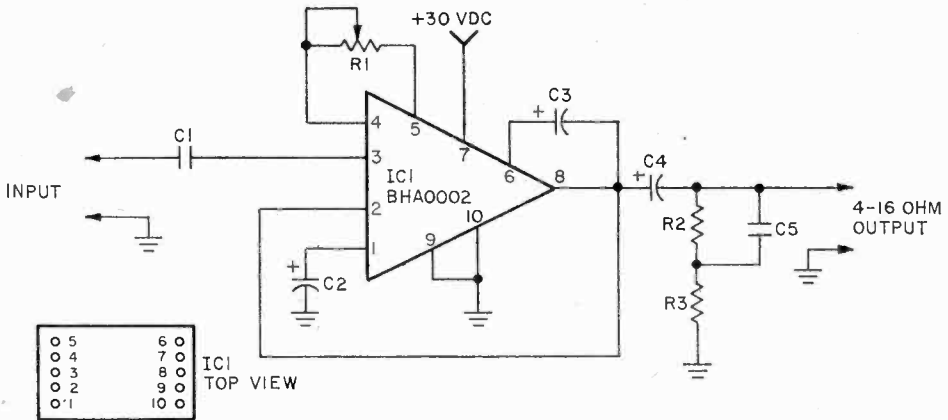 +30 VDC
R1
C3
+
4
5
7
6
C4
+
8
C1
3
INPUT
IC1
BHA0002
2
10
R2
C5
4-16 OHM
OUTPUT
1
9
+
C2
R3
5 6
4 7
3 8
2 9
1 10
IC1
TOP VIEW